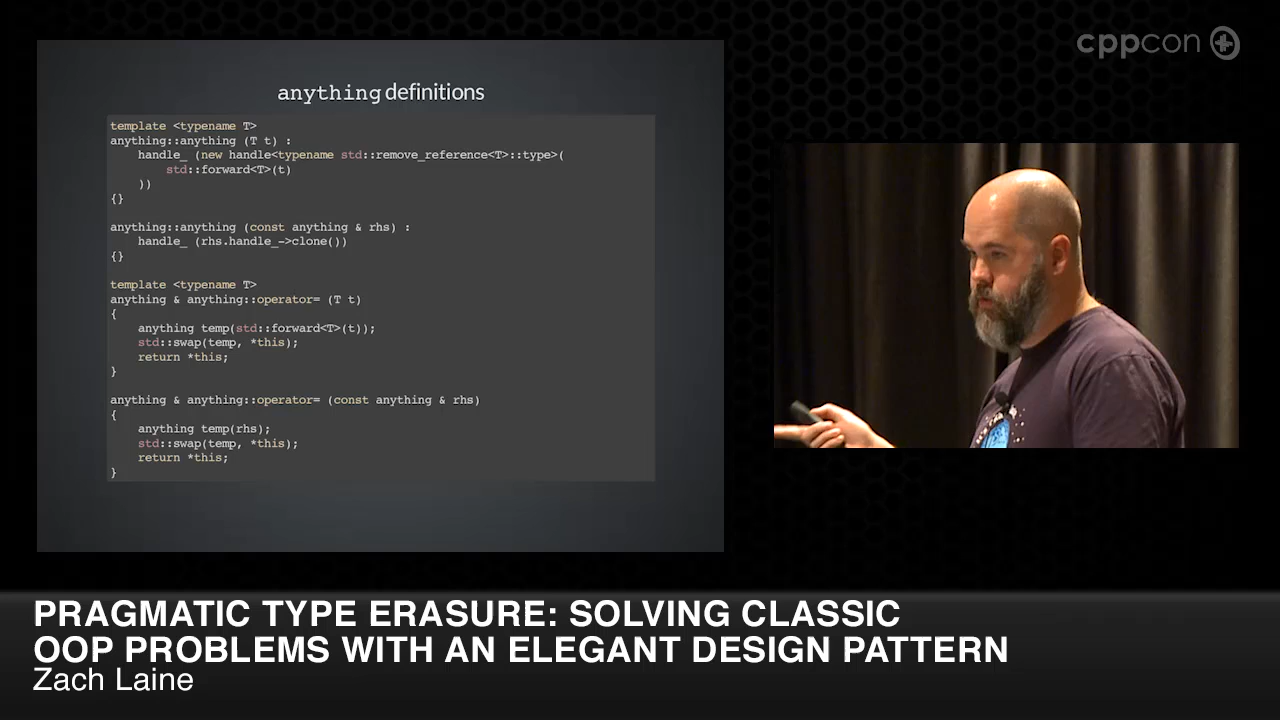 cppcon
anything definitions
template <typename T>
anything::anything (T t) :
    handle_ (new handle<typename std::remove_reference<T>::type>(
        std::forward<T>(t)
    ))
{}
anything::anything (const anything & rhs) :
    handle_ (rhs.handle_->clone())
{}
template <typename T>
anything & anything::operator= (T t)
{
    anything temp(std::forward<T>(t));
    std::swap(temp, *this);
    return *this;
}
anything & anything::operator= (const anything & rhs)
{
    anything temp(rhs);
    std::swap(temp, *this);
    return *this;
}
PRAGMATIC TYPE ERASURE: SOLVING CLASSIC
OOP PROBLEMS WITH AN ELEGANT DESIGN PATTERN
Zach Laine